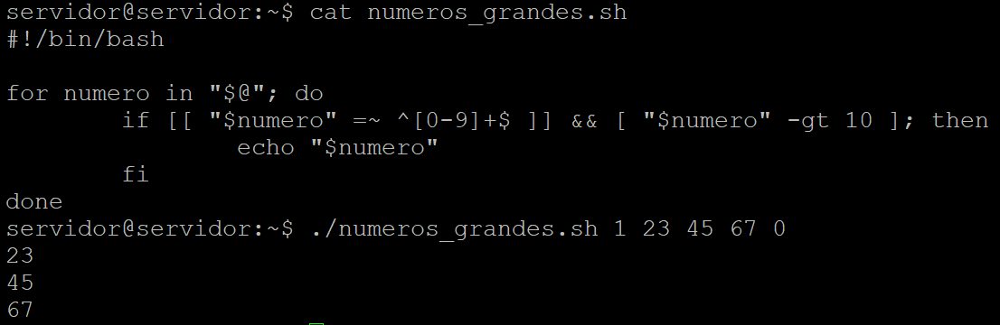 servidor@servidor:~$ cat numeros_grandes.sh
#!/bin/bash

for numero in "$@"; do
        if [[ "$numero" =~ ^[0-9]+$ ]] && [ "$numero" -gt 10 ]; then
                echo "$numero"
        fi
done
servidor@servidor:~$ ./numeros_grandes.sh 1 23 45 67 0
23
45
67